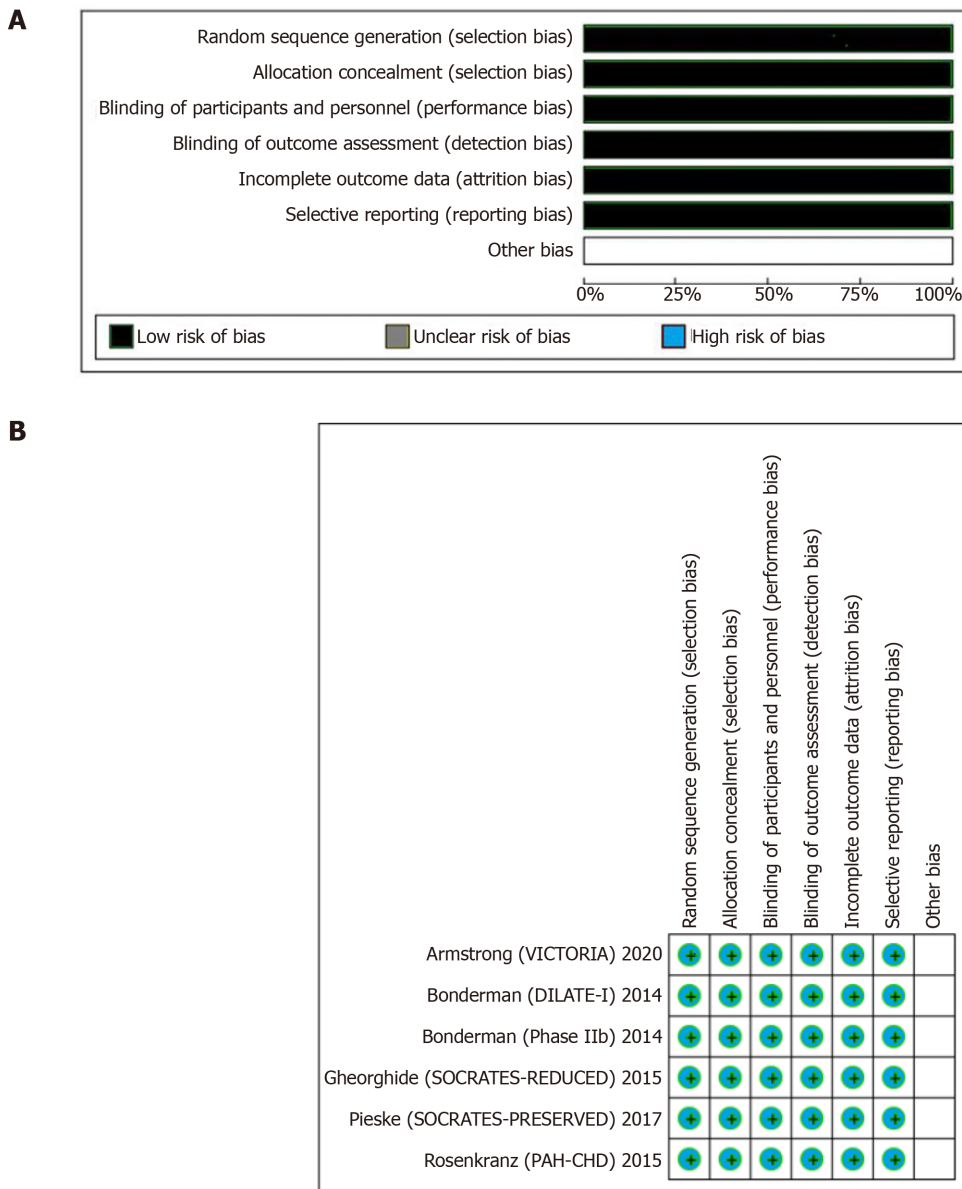 A
Random sequence generation (selection bias)
Allocation concealment (selection bias)
Blinding of participants and personnel (performance bias)
Blinding of outcome assessment (detection bias)
Incomplete outcome data (attrition bias)
Selective reporting (reporting bias)
Other bias
0% 25% 50% 75% 100%
Low risk of bias Unclear risk of bias High risk of bias
B
Random sequence generation (selection bias)
Allocation concealment (selection bias)
Blinding of participants and personnel (performance bias)
Blinding of outcome assessment (detection bias)
Incomplete outcome data (attrition bias)
Selective reporting (reporting bias)
Other bias
Armstrong (VICTORIA) 2020 + + + + + +
Bonderman (DILATE-I) 2014 + + + + + +
Bonderman (Phase IIb) 2014 + + + + + +
Gheorghide (SOCRATES-REDUCED) 2015 + + + + + +
Pieske (SOCRATES-PRESERVED) 2017 + + + + + +
Rosenkranz (PAH-CHD) 2015 + + + + + +